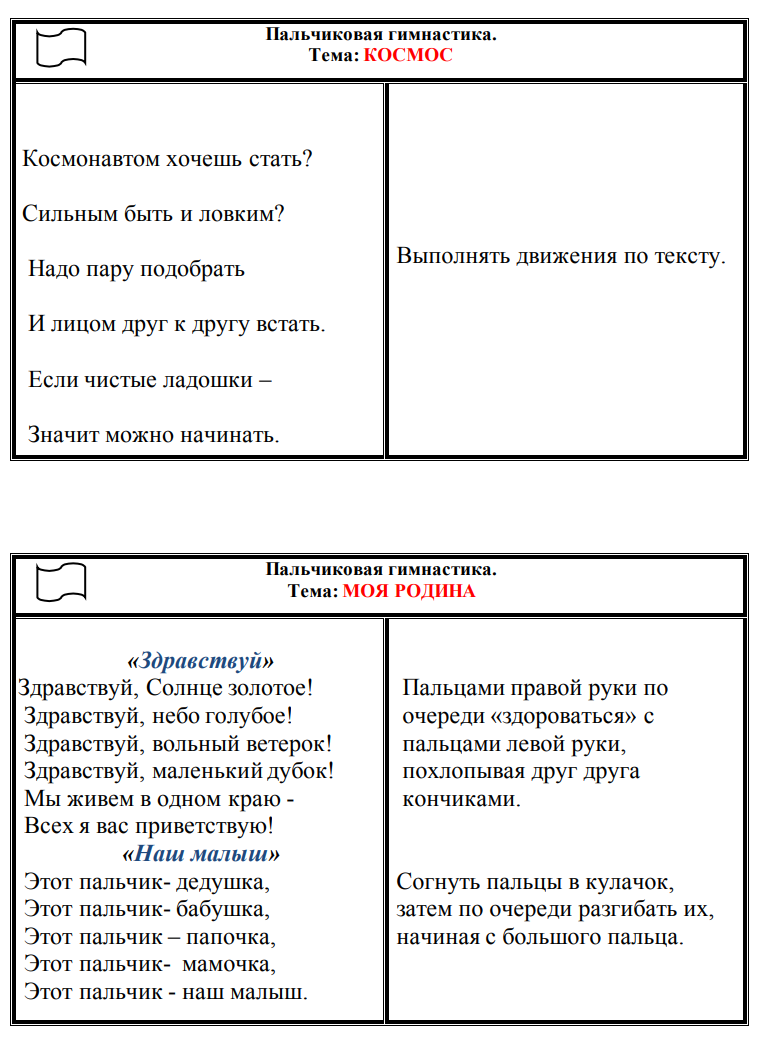 Пальчиковая гимнастика.
Тема: КОСМОС
Космонавтом хочешь стать?
Сильным быть и ловким?
Надо пару подобрать
И лицом друг к другу встать.
Если чистые ладошки –
Значит можно начинать.
Выполнять движения по тексту.
Пальчиковая гимнастика.
Тема: МОЯ РОДИНА
«Здравствуй»
Здравствуй, Солнце золотое!
Здравствуй, небо голубое!
Здравствуй, вольный ветерок!
Здравствуй, маленький дубок!
Мы живем в одном краю -
Всех я вас приветствую!
«Наш малыш»
Этот пальчик- дедушка,
Этот пальчик- бабушка,
Этот пальчик – папочка,
Этот пальчик-  мамочка,
Этот пальчик - наш малыш.
Пальцами правой руки по
очереди «здороваться» с
пальцами левой руки,
похлопывая друг друга
кончиками.
Согнуть пальцы в кулачок,
затем по очереди разгибать их,
начиная с большого пальца.